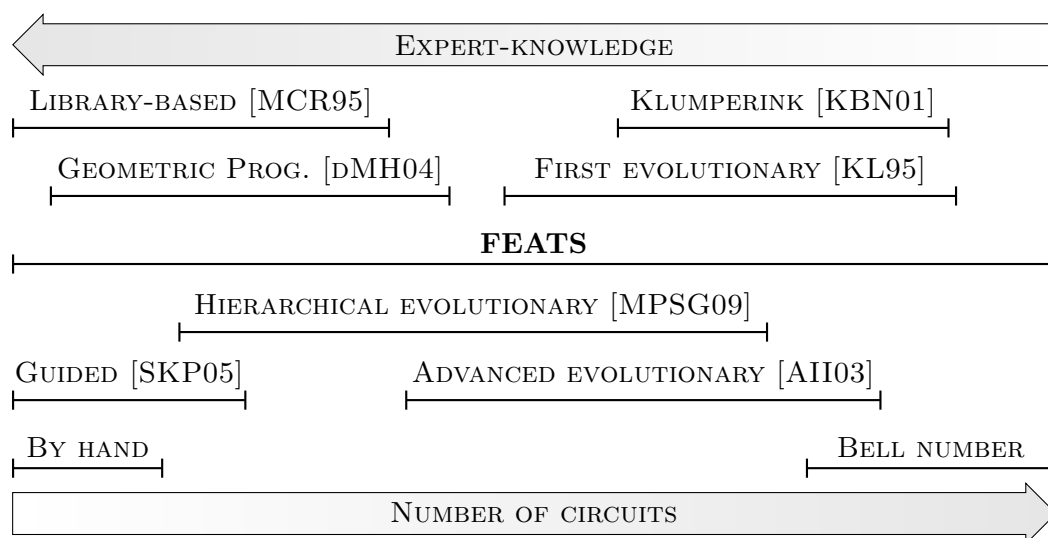 EXPERT-KNOWLEDGE
LIBRARY-BASED [MCR95]
KLUMPERINK [KBN01]
GEOMETRIC PROG. [DMH04]
FIRST EVOLUTIONARY [KL95]
FEATS
HIERARCHICAL EVOLUTIONARY [MPSG09]
GUIDED [SKP05]
ADVANCED EVOLUTIONARY [AII03]
BY HAND
BELL NUMBER
NUMBER OF CIRCUITS